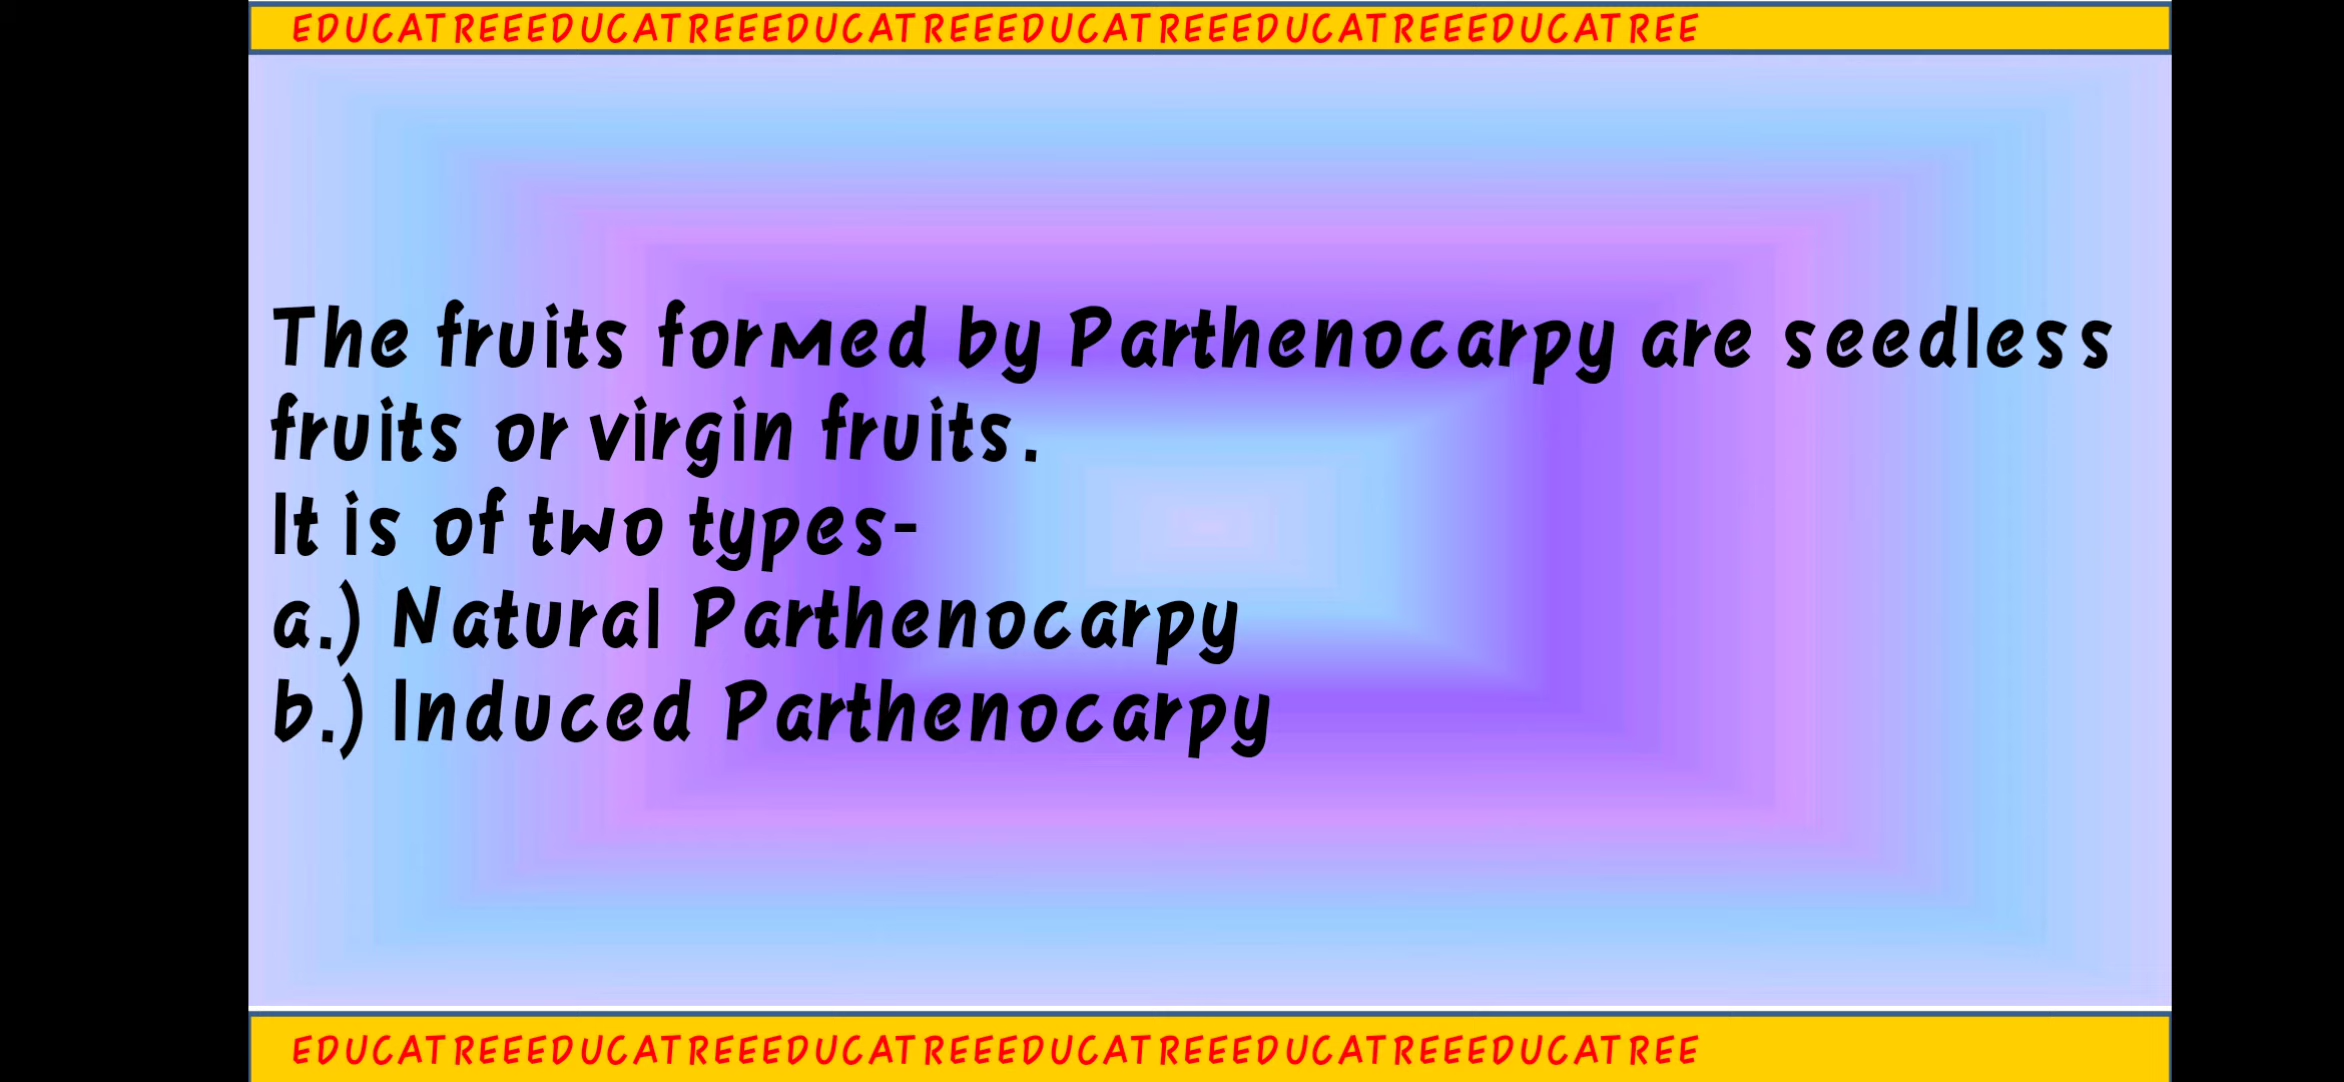 EDUCATREEEDUCATREEEDUCATREEEDUCATREEEDUCATREEEDUCATREE
The fruits formed by Parthenocarpy are seedless
fruits or virgin fruits.
It is of two types-
a.) Natural Parthenocarpy
b.) Induced Parthenocarpy
EDUCATREEEDUCATREEEDUCATREEEDUCATREEEDUCATREEEDUCATREE